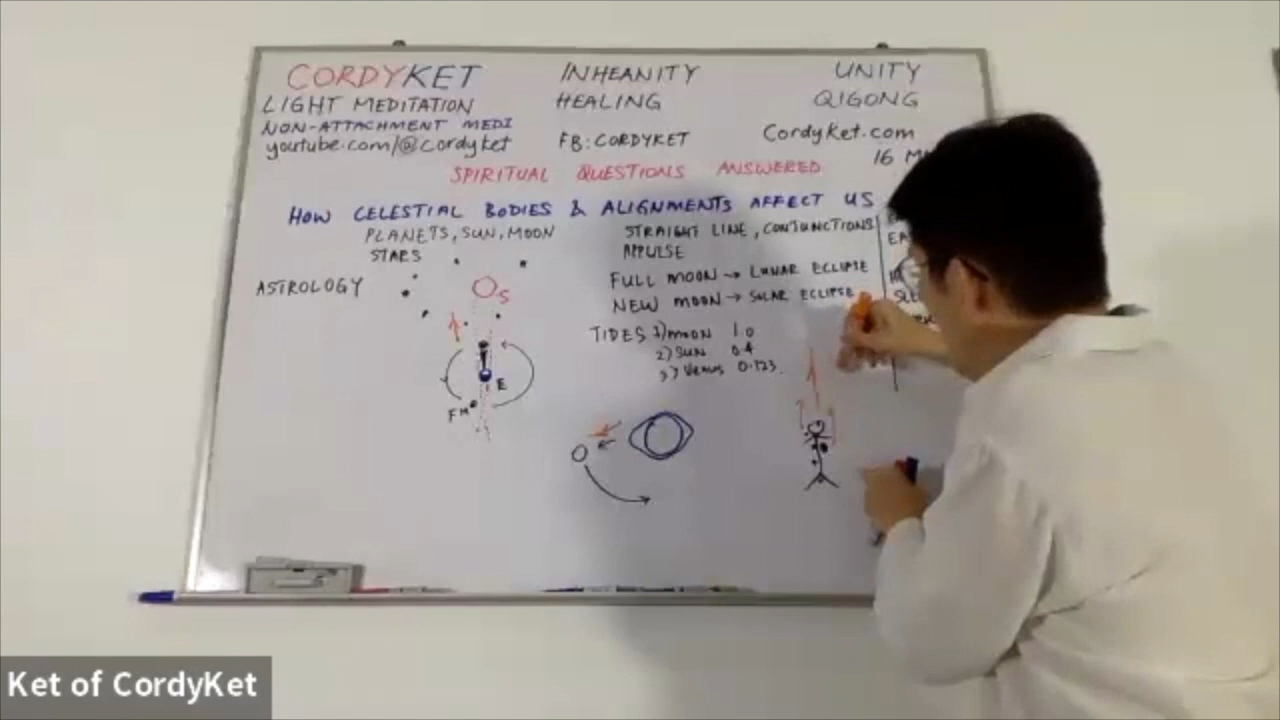 CORDYKET INHEANITY UNITY
LIGHT MEDITATION HEALING QIGONG
NON-ATTACHMENT MEDI
youtube.com/@cordyket FB: CORDYKET CordyKet.com
16
SPIRITUAL QUESTIONS ANSWERED
HOW CELESTIAL BODIES & ALIGNMENTS AFFECT US
PLANETS, SUN, MOON STRAIGHT LINE, CONJUNCTIONS
STARS APPULSE
ASTROLOGY S FULL MOON → LUNAR ECLIPSE
NEW MOON → SOLAR ECLIPSE
TIDES 1) MOON 1.0
2) SUN 0.4
3) VENUS
E
FM
Ket of CordyKet